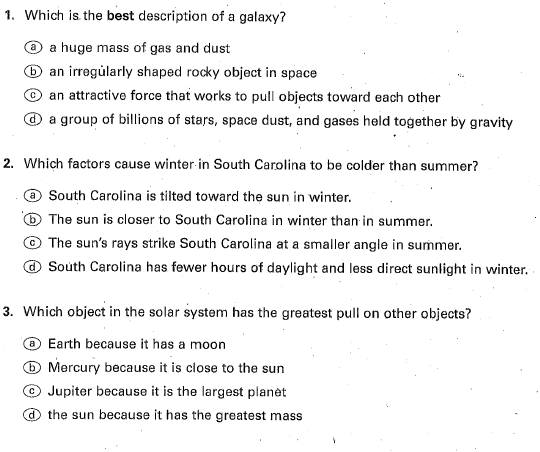 1. Which is the best description of a galaxy?
ⓐ a huge mass of gas and dust
ⓑ an irregularly shaped rocky object in space
ⓒ an attractive force that works to pull objects toward each other
ⓓ a group of billions of stars, space dust, and gases held together by gravity
2. Which factors cause winter in South Carolina to be colder than summer?
ⓐ South Carolina is tilted toward the sun in winter.
ⓑ The sun is closer to South Carolina in winter than in summer.
ⓒ The sun's rays strike South Carolina at a smaller angle in summer.
ⓓ South Carolina has fewer hours of daylight and less direct sunlight in winter.
3. Which object in the solar system has the greatest pull on other objects?
ⓐ Earth because it has a moon
ⓑ Mercury because it is close to the sun
ⓒ Jupiter because it is the largest planet
ⓓ the sun because it has the greatest mass